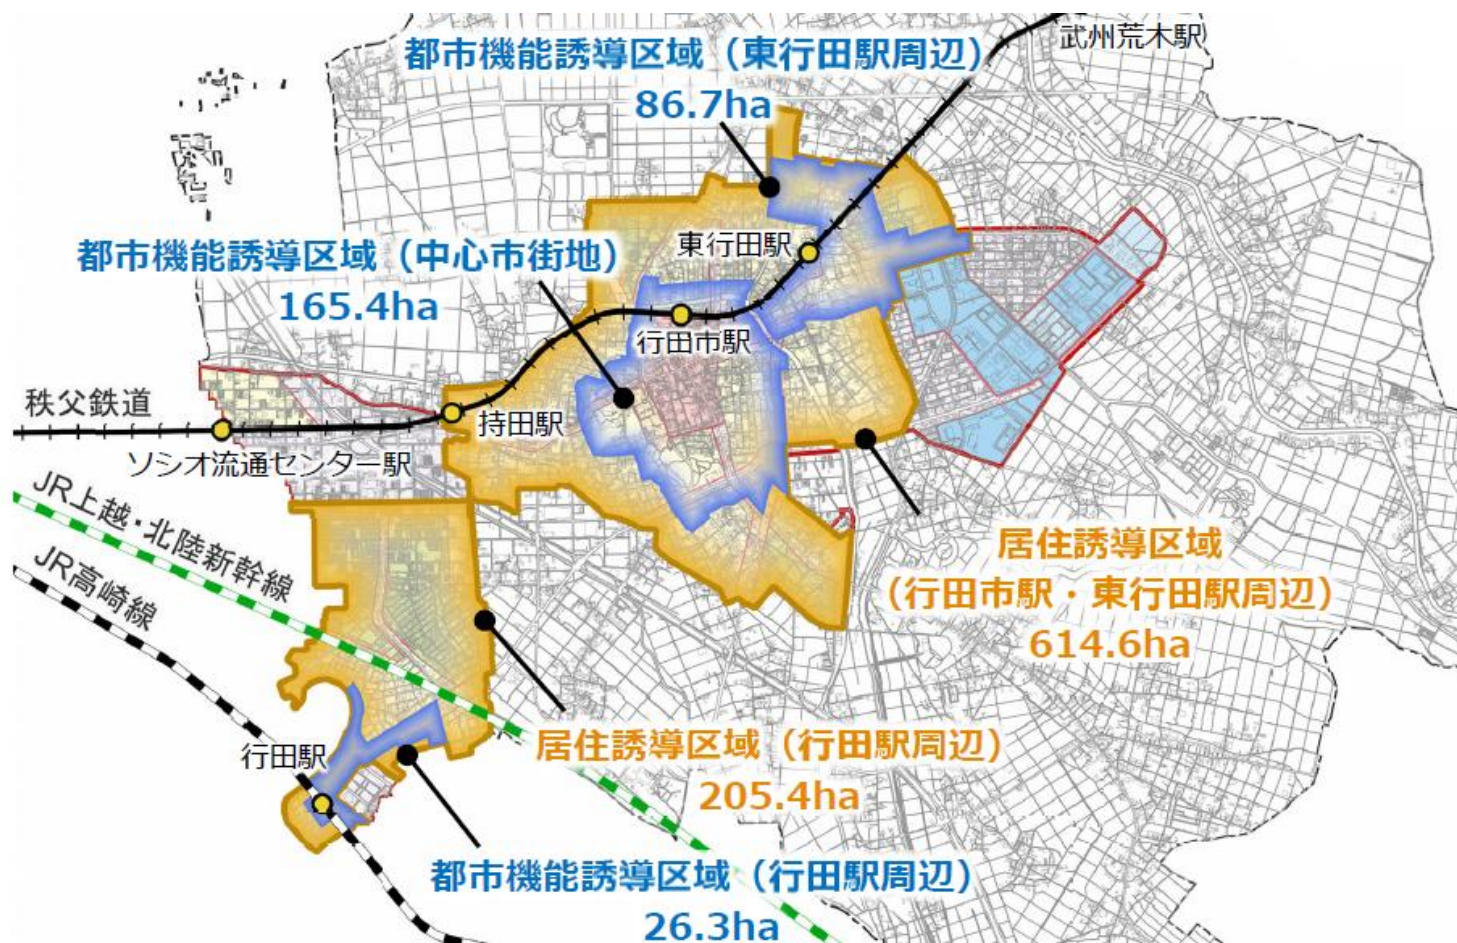 武州荒木駅
都市機能誘導区域（東行田駅周辺）
86.7ha
東行田駅
都市機能誘導区域（中心市街地）
165.4ha
行田市駅
秩父鉄道
持田駅
ソシオ流通センター駅
JR上越・北陸新幹線
JR高崎線
居住誘導区域
（行田市駅・東行田駅周辺）
614.6ha
行田駅
居住誘導区域（行田駅周辺）
205.4ha
都市機能誘導区域（行田駅周辺）
26.3ha